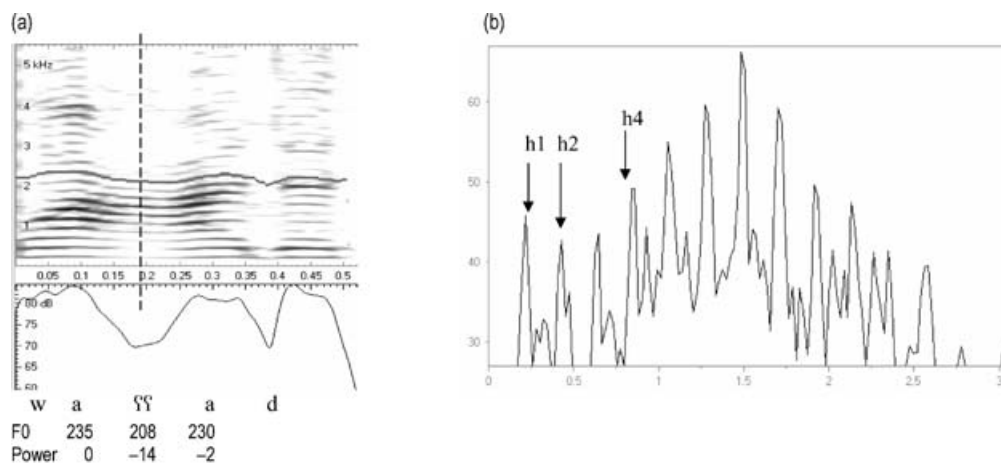 (a)
(b)
5 kHz
4
3
2
1
0.05 0.1 0.15 0.2 0.25 0.3 0.35 0.4 0.45 0.5
80 dB
75
70
65
60
w a ʕʕ a d
F0 235 208 230
Power 0 –14 –2
60
50
40
30
h1 h2 h4
0 0.5 1 1.5 2 2.5 3